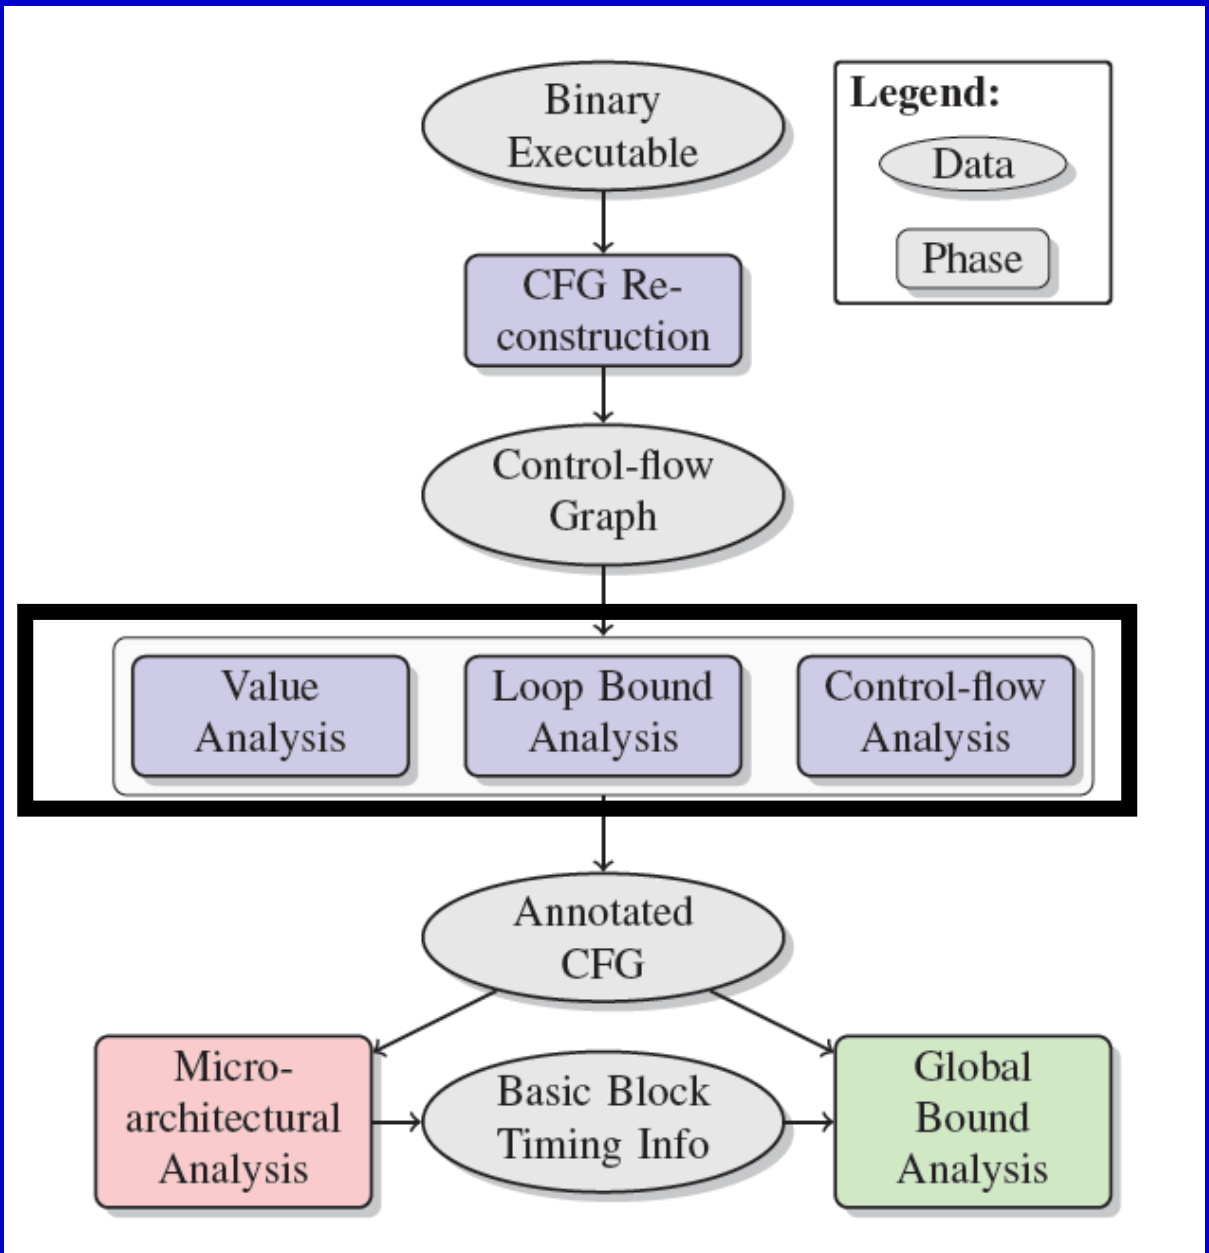 Binary
Executable
Legend:
Data
Phase
CFG Re-
construction
Control-flow
Graph
Value
Analysis
Loop Bound
Analysis
Control-flow
Analysis
Annotated
CFG
Micro-
architectural
Analysis
Basic Block
Timing Info
Global
Bound
Analysis